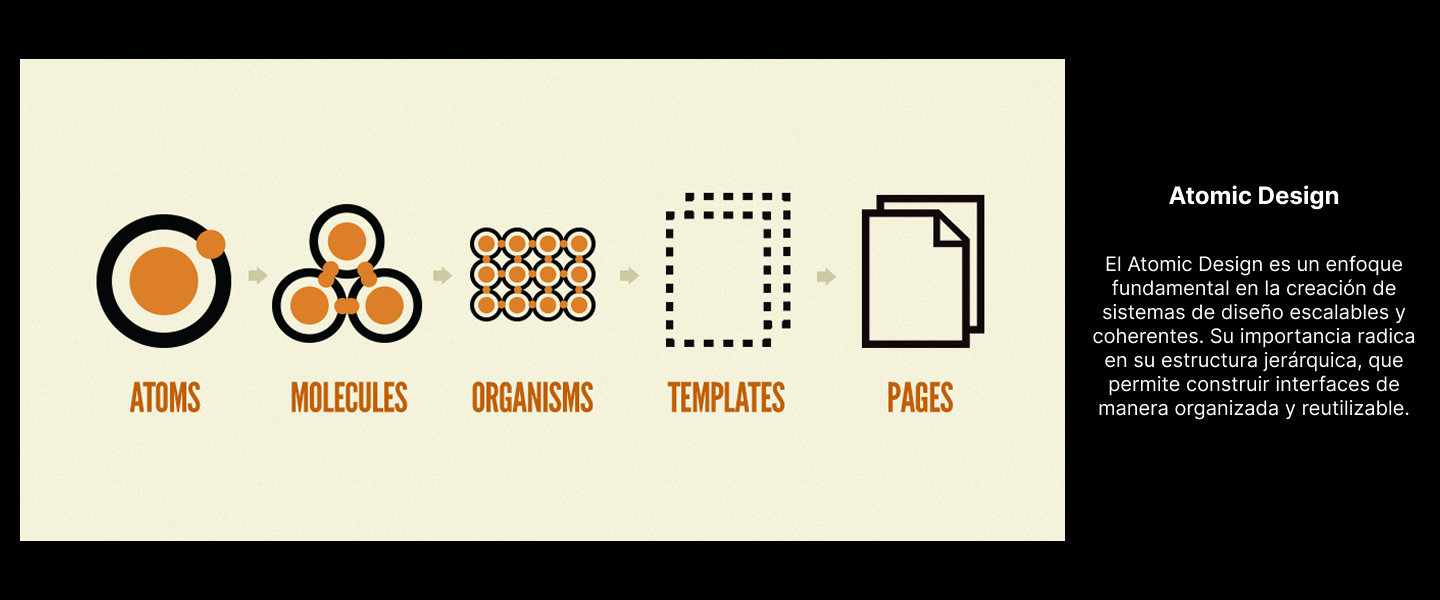 ATOMS
MOLECULES
ORGANISMS
TEMPLATES
PAGES
Atomic Design
El Atomic Design es un enfoque
fundamental en la creación de
sistemas de diseño escalables y
coherentes. Su importancia radica
en su estructura jerárquica, que
permite construir interfaces de
manera organizada y reutilizable.